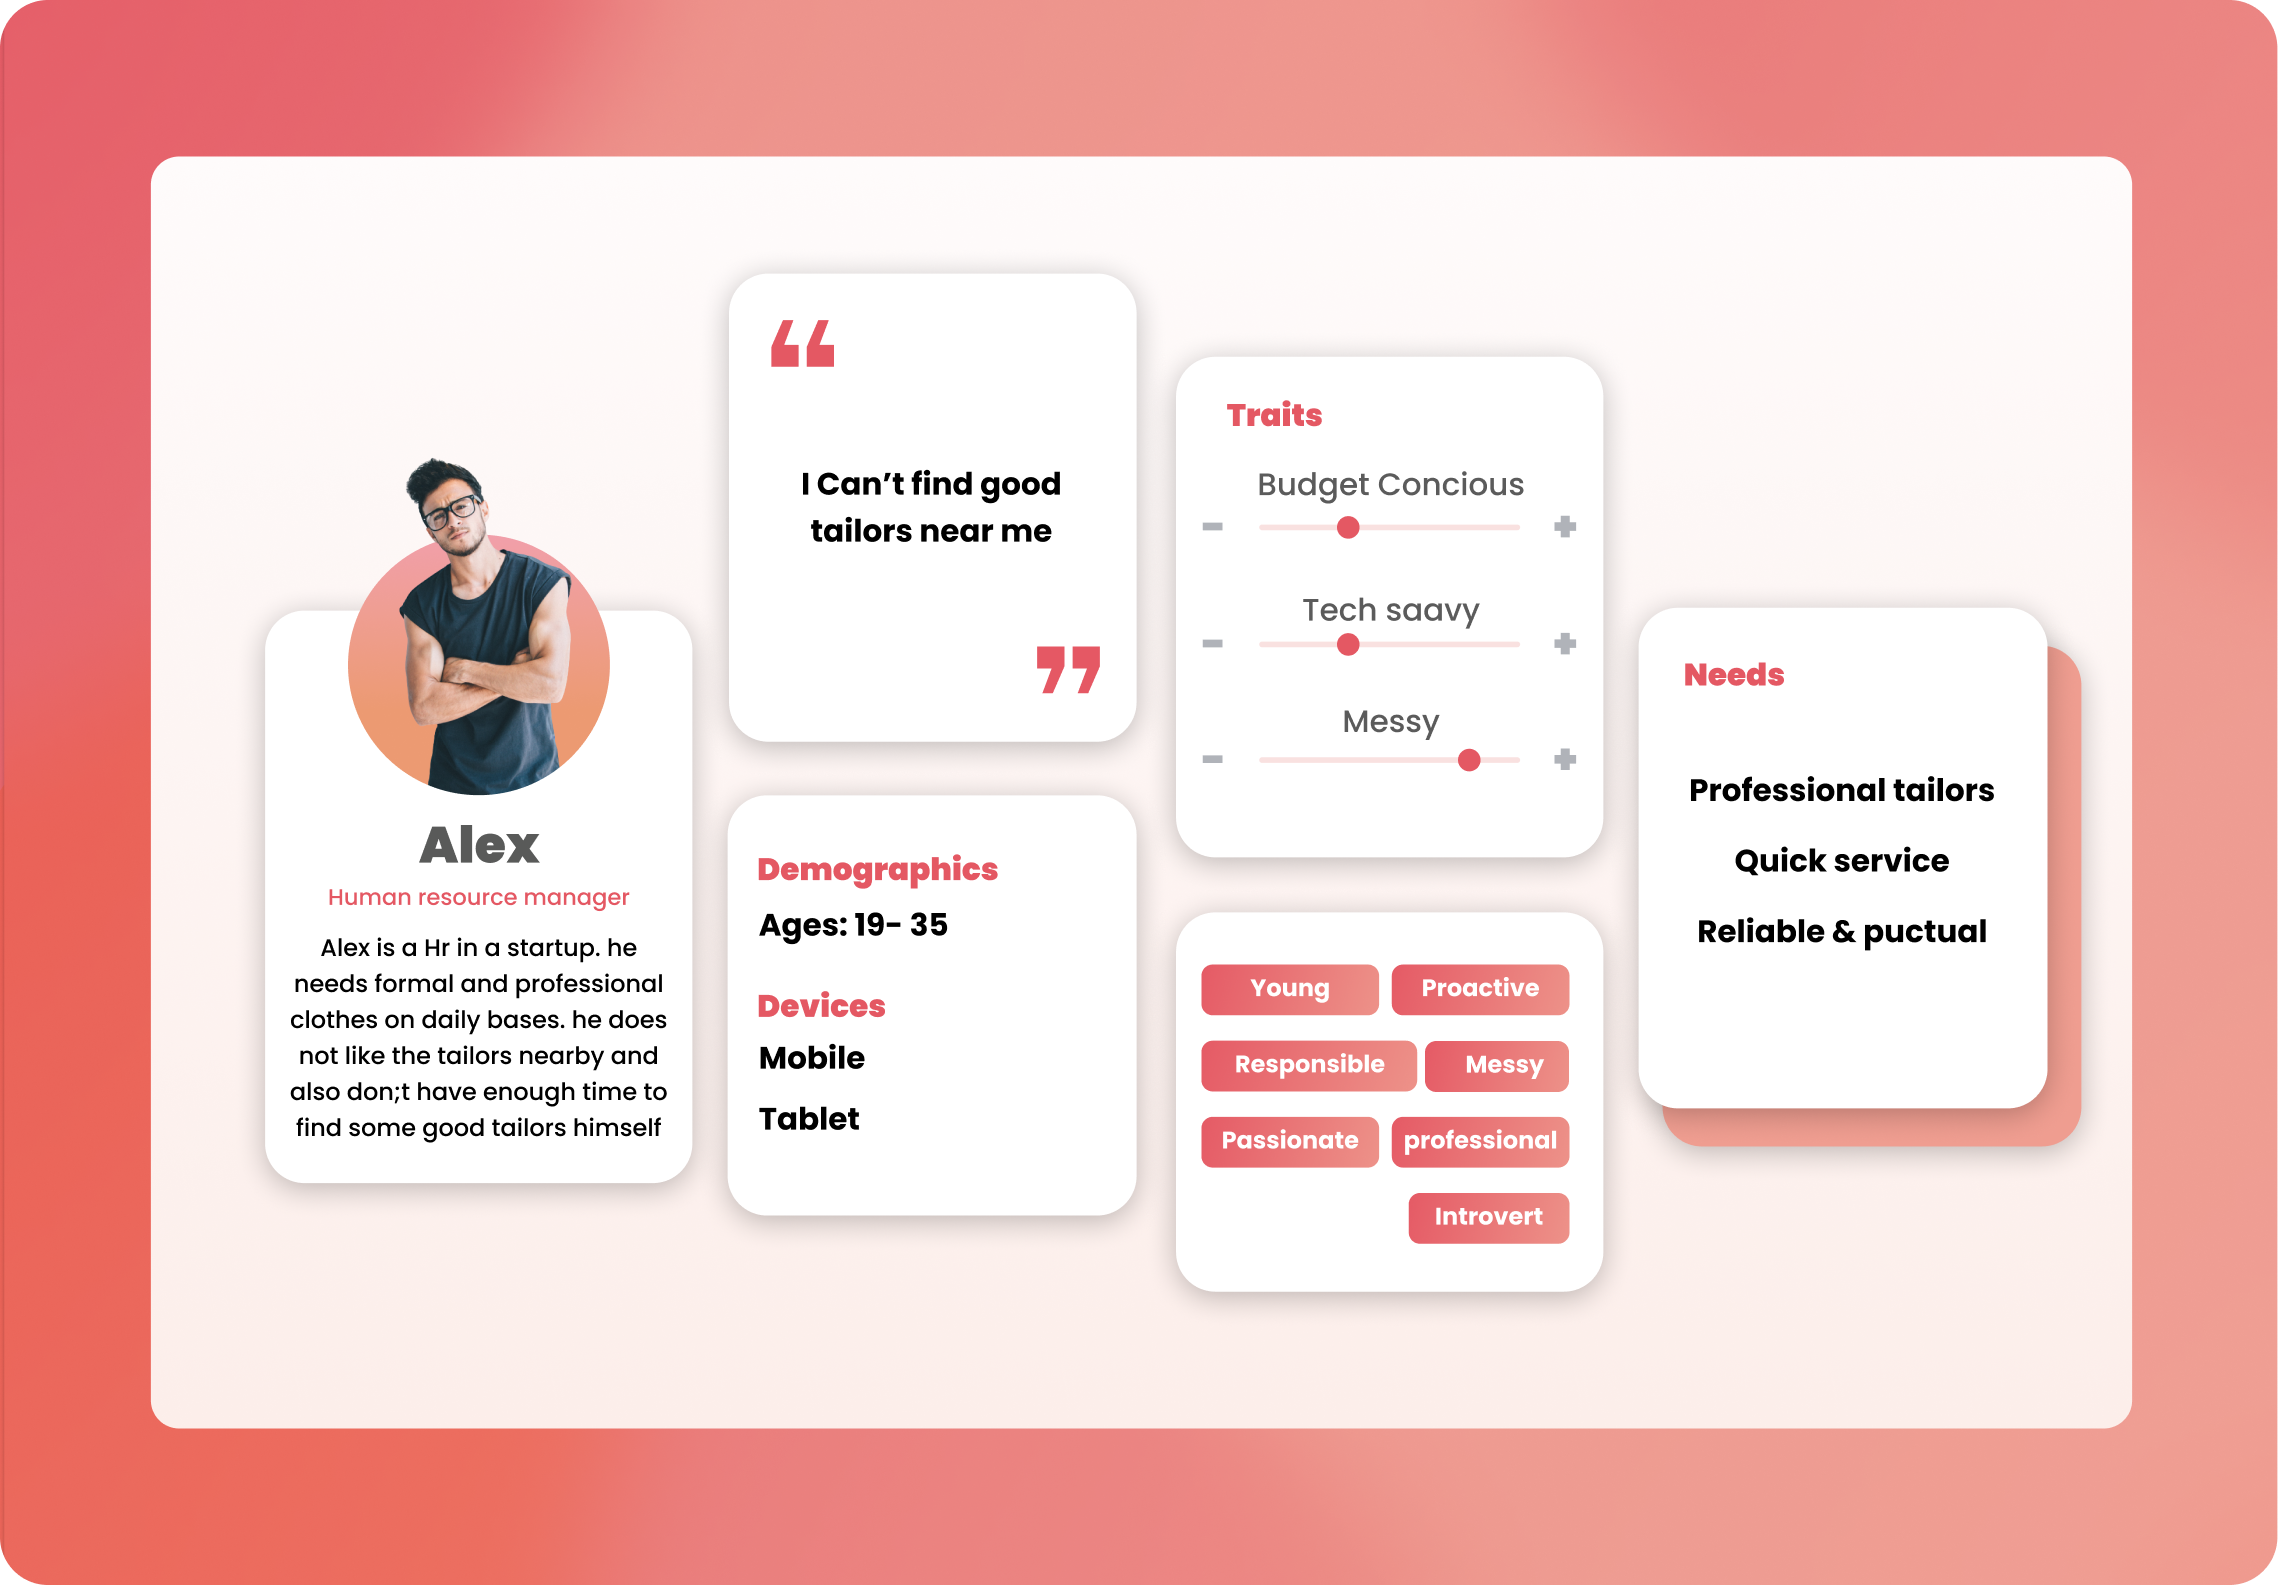 Alex
Human resource manager
Alex is a Hr in a startup. he
needs formal and professional
clothes on daily bases. he does
not like the tailors nearby and
also don;t have enough time to
find some good tailors himself
“
I Can’t find good
tailors near me
”
Demographics
Ages: 19- 35
Devices
Mobile
Tablet
Traits
Budget Concious
Tech saavy
Messy
Young
Proactive
Responsible
Messy
Passionate
professional
Introvert
Needs
Professional tailors
Quick service
Reliable & puctual